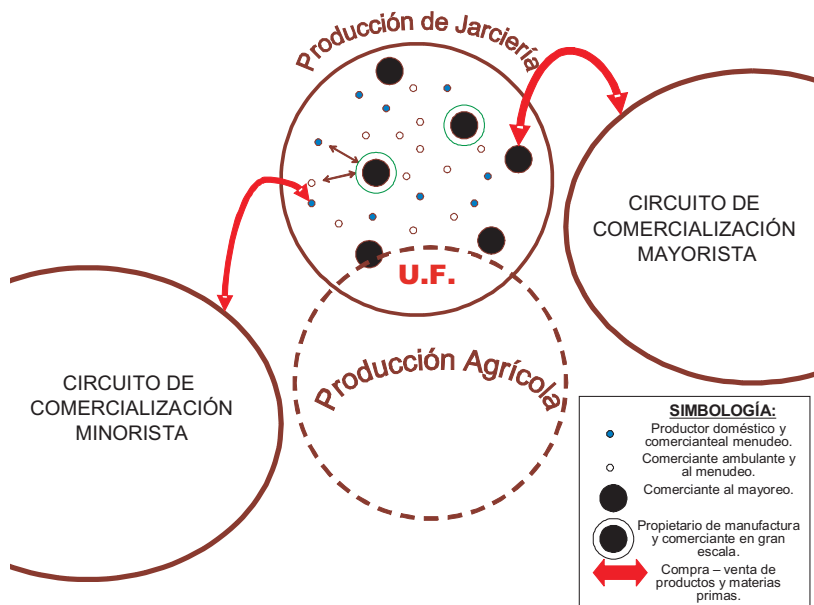 Producción de Jarciería
U.F.
Producción Agrícola
CIRCUITO DE
COMERCIALIZACIÓN
MAYORISTA
CIRCUITO DE
COMERCIALIZACIÓN
MINORISTA
SIMBOLOGÍA:
Productor doméstico y
comercianteal menudeo.
Comerciante ambulante y
al menudeo.
Comerciante al mayoreo.
Propietario de manufactura
y comerciante en gran
escala.
Compra – venta de
productos y materias
primas.